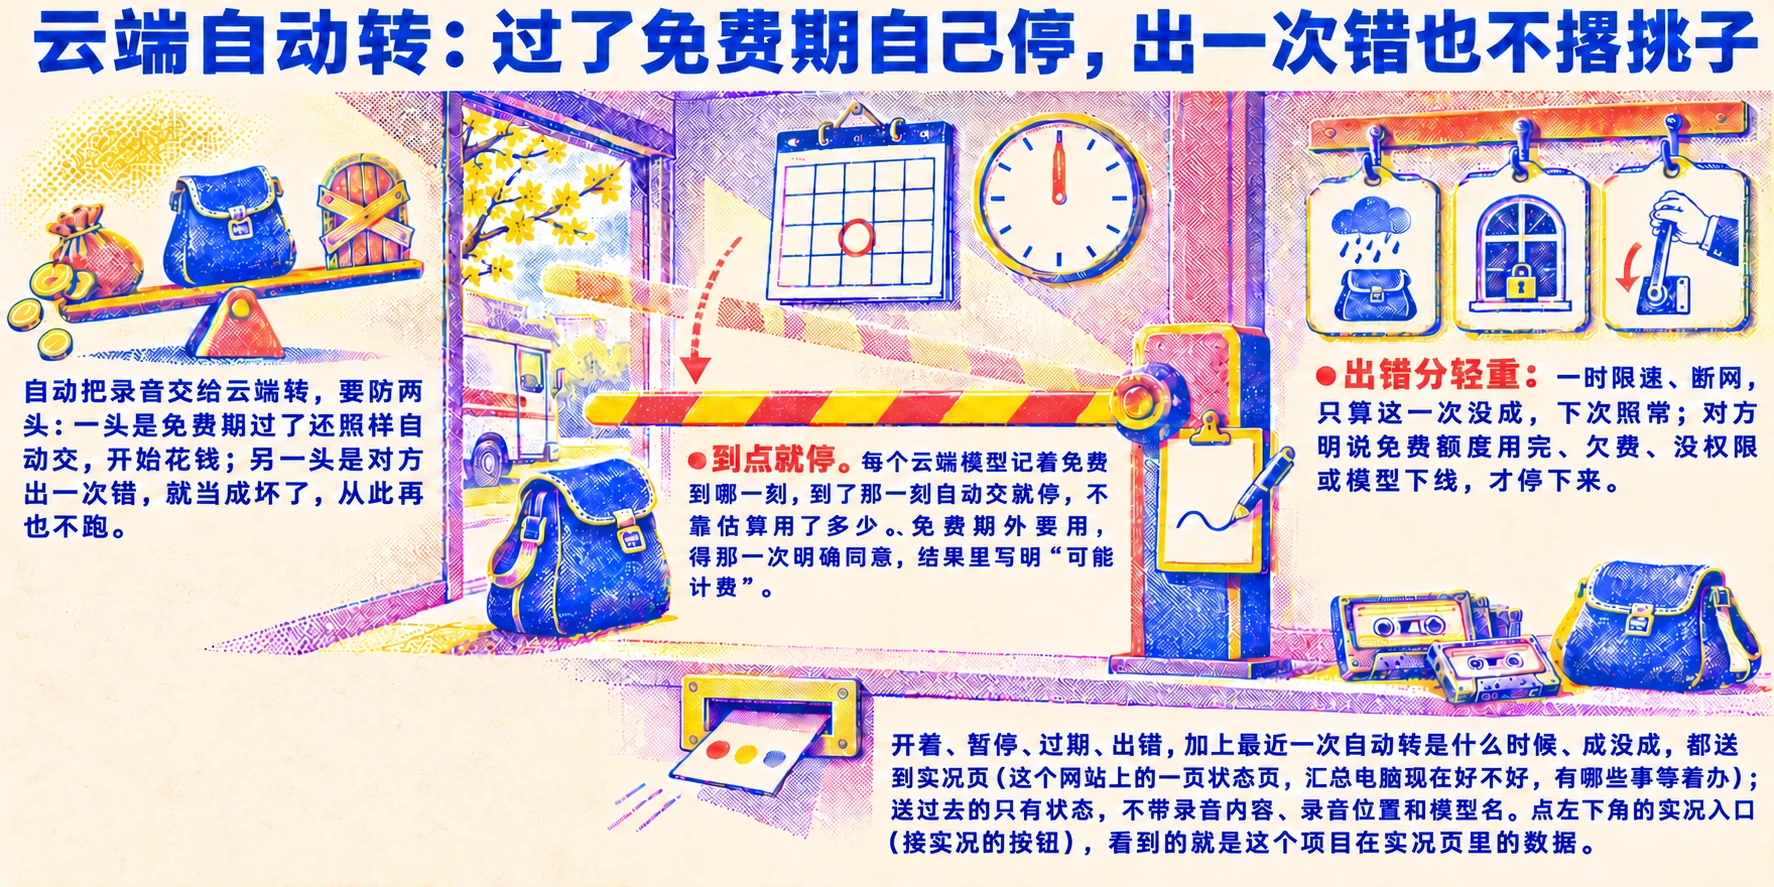 云端自动转：过了免费期自己停，出一次错也不撂挑子
自动把录音交给云端转，要防两
头：一头是免费期过了还照样自
动交，开始花钱；另一头是对方
出一次错，就当成坏了，从此再
也不跑。
●到点就停。每个云端模型记着免费
到哪一刻，到了那一刻自动交就停，不
靠估算用了多少。、免费期外要用，
得那一次明确同意，结果里写明“可能
计费”。
●出错分轻重：一时限速、断网，
只算这一次没成，下次照常；对方
明说免费额度用完、欠费、没权限
或模型下线，才停下来。
开着、暂停、过期、出错，加上最近一次自动转是什么时候、成没成，都送
到实况页（这个网站上的一页状态页，汇总电脑现在好不好，有哪些事等着办）；
送过去的只有状态，不带录音内容、录音位置和模型名。点左下角的实况入口
（接实况的按钮），看到的就是这个项目在实况页里的数据。